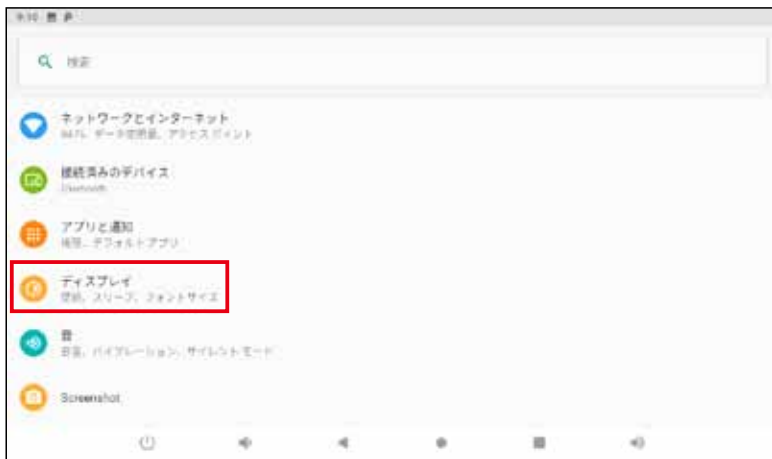 9:10
検索
ネットワークとインターネット
Wi-Fi、データ使用量、アクセスポイント
接続済みのデバイス
Bluetooth
アプリと通知
権限、デフォルトアプリ
ディスプレイ
壁紙、スリープ、フォントサイズ
音
音量、バイブレーション、サイレントモード
Screenshot